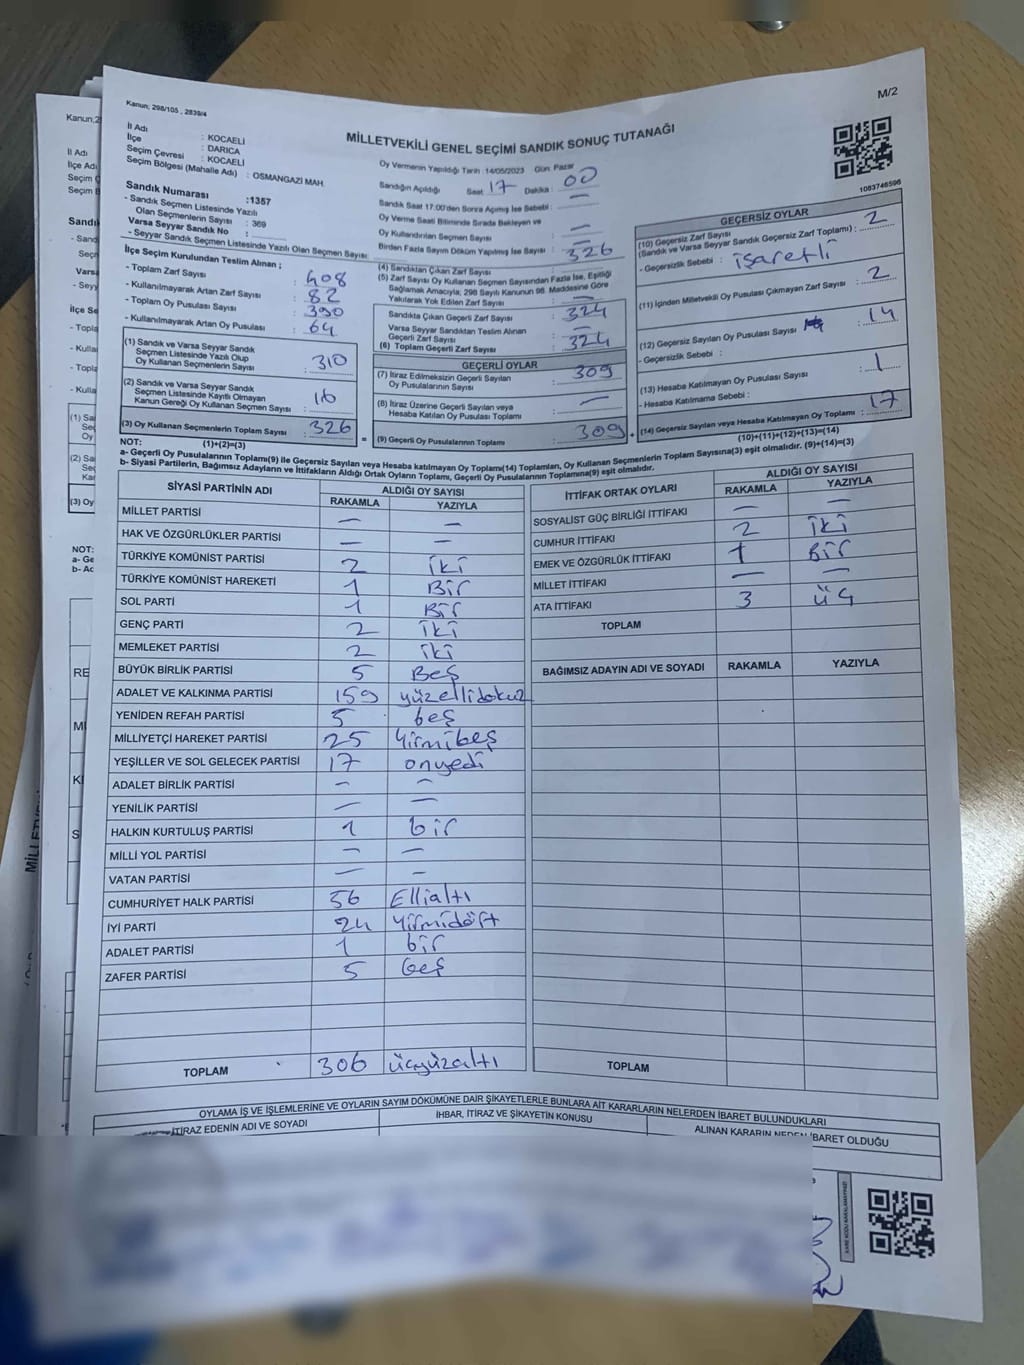 Kanun; 298/105 , 2839/4
M/2
MİLLETVEKİLİ GENEL SEÇİMİ SANDIK SONUÇ TUTANAĞI
İl Adı : KOCAELİ
İlçe : DARICA
Seçim Çevresi : KOCAELİ
Seçim Bölgesi (Mahalle Adı) : OSMANGAZİ MAH.
Sandık Numarası :1357
- Sandık Seçmen Listesinde Yazılı
Olan Seçmenlerin Sayısı : 369
Varsa Seyyar Sandık No :
- Seyyar Sandık Seçmen Listesinde Yazılı Olan Seçmen Sayısı:
İlçe Seçim Kurulundan Teslim Alınan ;
- Toplam Zarf Sayısı : 408
- Kullanılmayarak Artan Zarf Sayısı : 82
- Toplam Oy Pusulası Sayısı : 390
- Kullanılmayarak Artan Oy Pusulası : 64
(1) Sandık ve Varsa Seyyar Sandık
Seçmen Listesinde Yazılı Olup
Oy Kullanan Seçmenlerin Sayısı : 310
(2) Sandık ve Varsa Seyyar Sandık
Seçmen Listesinde Kayıtlı Olmayan
Kanun Gereği Oy Kullanan Seçmen Sayısı : 16
(3) Oy Kullanan Seçmenlerin Toplam Sayısı : 326
(1)+(2)=(3)
Oy Vermenin Yapıldığı Tarih :14/05/2023 Gün: Pazar
Sandığın Açıldığı Saat 17 Dakika : 00
Sandık Saat 17:00'den Sonra Açılmış İse Sebebi : —
Oy Verme Saati Bitiminde Sırada Bekleyen ve
Oy Kullandırılan Seçmen Sayısı : —
Birden Fazla Sayım Döküm Yapılmış İse Sayısı : —
(4) Sandıktan Çıkan Zarf Sayısı : 326
(5) Zarf Sayısı Oy Kullanan Seçmen Sayısından Fazla İse, Eşitliği
Sağlamak Amacıyla; 298 Sayılı Kanunun 98. Maddesine Göre
Yakılarak Yok Edilen Zarf Sayısı : —
Sandıkta Çıkan Geçerli Zarf Sayısı : 324
Varsa Seyyar Sandıktan Teslim Alınan
Geçerli Zarf Sayısı : —
(6) Toplam Geçerli Zarf Sayısı : 324
GEÇERLİ OYLAR
(7) İtiraz Edilmeksizin Geçerli Sayılan
Oy Pusulalarının Sayısı : 309
(8) İtiraz Üzerine Geçerli Sayılan veya
Hesaba Katılan Oy Pusulası Toplamı : —
(9) Geçerli Oy Pusulalarının Toplamı : 309
1083746596
GEÇERSİZ OYLAR
(10) Geçersiz Zarf Sayısı
(Sandık ve Varsa Seyyar Sandık Geçersiz Zarf Toplamı) : 2
- Geçersizlik Sebebi : işaretli
(11) İçinden Milletvekili Oy Pusulası Çıkmayan Zarf Sayısı : 2
(12) Geçersiz Sayılan Oy Pusulası Sayısı : 14
- Geçersizlik Sebebi :
(13) Hesaba Katılmayan Oy Pusulası Sayısı : 1
- Hesaba Katılmama Sebebi :
(14) Geçersiz Sayılan veya Hesaba Katılmayan Oy Toplamı : 17
(10)+(11)+(12)+(13)=(14)
NOT:
a- Geçerli Oy Pusulalarının Toplamı(9) ile Geçersiz Sayılan veya Hesaba katılmayan Oy Toplamı(14) Toplamları, Oy Kullanan Seçmenlerin Toplam Sayısına(3) eşit olmalıdır. (9)+(14)=(3)
b- Siyasi Partilerin, Bağımsız Adayların ve İttifakların Aldığı Ortak Oyların Toplamı, Geçerli Oy Pusulalarının Toplamına(9) eşit olmalıdır.
SİYASİ PARTİNİN ADI ALDIĞI OY SAYISI
RAKAMLA YAZIYLA
MİLLET PARTİSİ — —
HAK VE ÖZGÜRLÜKLER PARTİSİ — —
TÜRKİYE KOMÜNİST PARTİSİ 2 iki
TÜRKİYE KOMÜNİST HAREKETİ 1 Bir
SOL PARTİ 1 Bir
GENÇ PARTİ 2 iki
MEMLEKET PARTİSİ 2 iki
BÜYÜK BİRLİK PARTİSİ 5 Beş
ADALET VE KALKINMA PARTİSİ 159 yüzellidokuz
YENİDEN REFAH PARTİSİ 5 beş
MİLLİYETÇİ HAREKET PARTİSİ 25 Yirmibeş
YEŞİLLER VE SOL GELECEK PARTİSİ 17 onyedi
ADALET BİRLİK PARTİSİ — —
YENİLİK PARTİSİ — —
HALKIN KURTULUŞ PARTİSİ 1 bir
MİLLİ YOL PARTİSİ — —
VATAN PARTİSİ — —
CUMHURİYET HALK PARTİSİ 56 Ellialtı
İYİ PARTİ 24 Yirmidört
ADALET PARTİSİ 1 bir
ZAFER PARTİSİ 5 beş
TOPLAM 306 üçyüzaltı
İTTİFAK ORTAK OYLARI ALDIĞI OY SAYISI
RAKAMLA YAZIYLA
SOSYALİST GÜÇ BİRLİĞİ İTTİFAKI — —
CUMHUR İTTİFAKI 2 iki
EMEK VE ÖZGÜRLÜK İTTİFAKI 1 Bir
MİLLET İTTİFAKI — —
ATA İTTİFAKI 3 üç
TOPLAM
BAĞIMSIZ ADAYIN ADI VE SOYADI RAKAMLA YAZIYLA
TOPLAM
OYLAMA İŞ VE İŞLEMLERİNE VE OYLARIN SAYIM DÖKÜMÜNE DAİR ŞİKAYETLERLE BUNLARA AİT KARARLARIN NELERDEN İBARET BULUNDUKLARI
İTİRAZ EDENİN ADI VE SOYADI
İHBAR, İTİRAZ VE ŞİKAYETİN KONUSU
ALINAN KARARIN NEDEN İBARET OLDUĞU